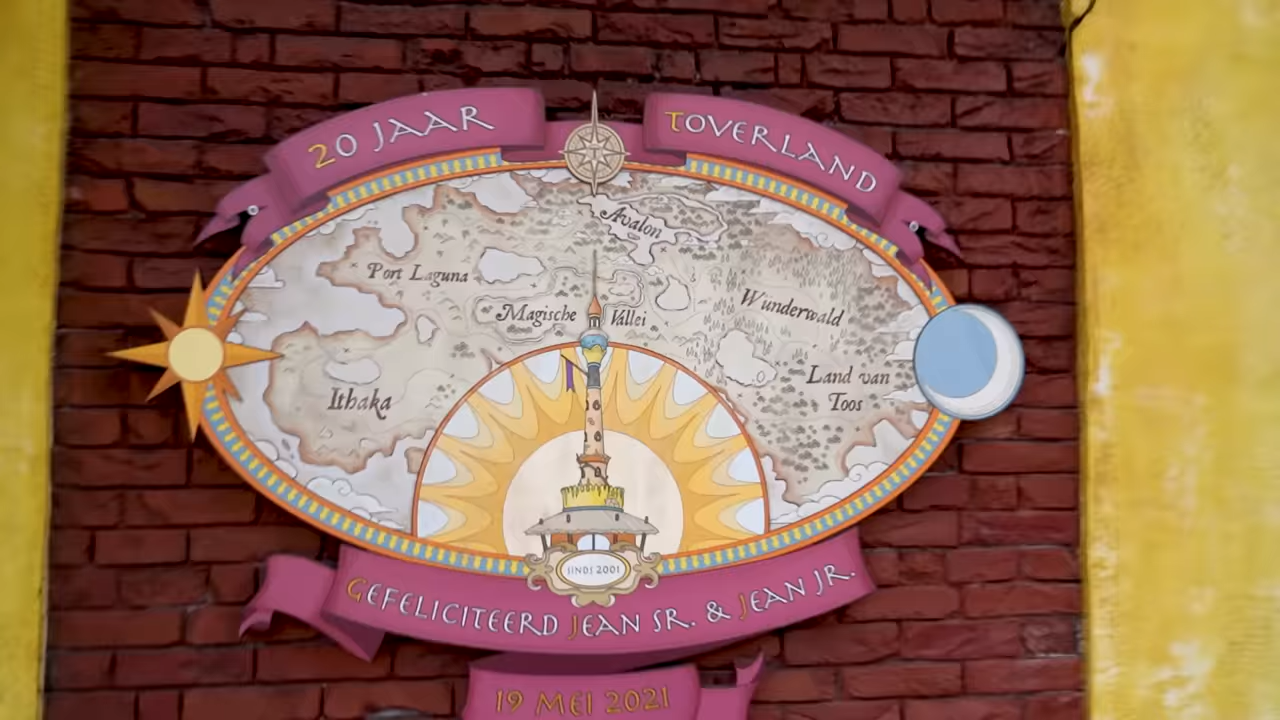 20 JAAR TOVERLAND
Avalon
Port Laguna
Magische Vallei
Wunderwald
Land van
Toos
Ithaka
SINDS 2001
GEFELICITEERD JEAN SR. & JEAN JR.
19 MEI 2021